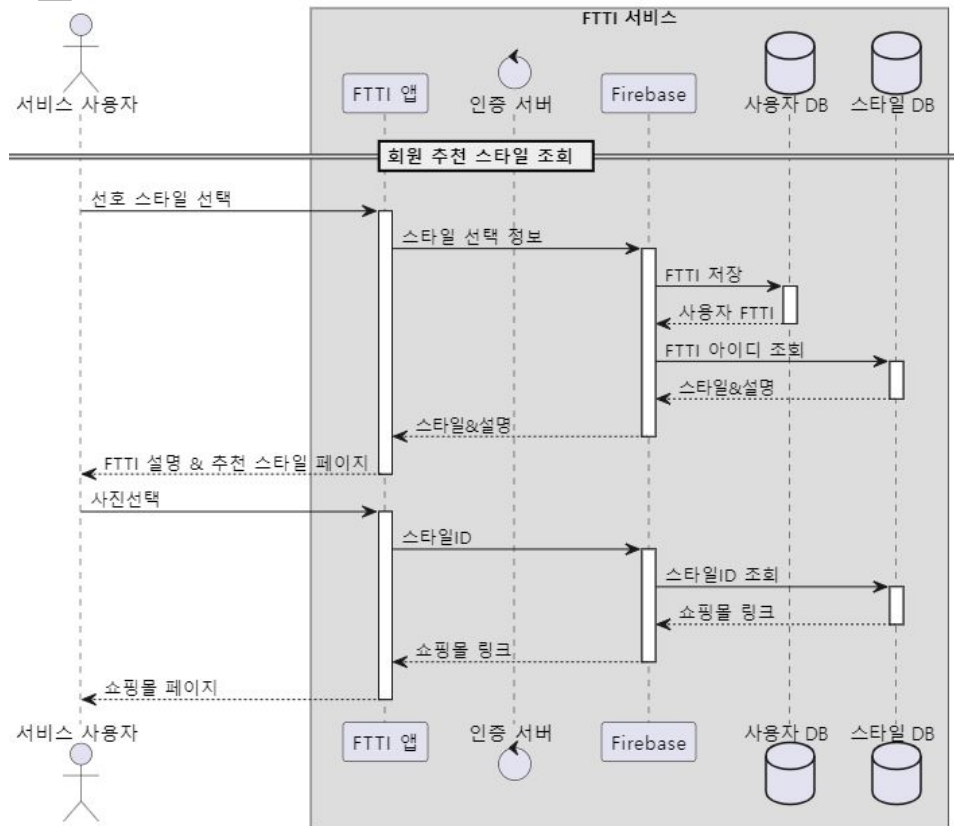 FTTI 서비스
서비스 사용자
FTTI 앱
인증 서버
Firebase
사용자 DB
스타일 DB
회원 추천 스타일 조회
선호 스타일 선택
스타일 선택 정보
FTTI 저장
사용자 FTTI
FTTI 아이디 조회
스타일&설명
스타일&설명
FTTI 설명 & 추천 스타일 페이지
사진선택
스타일ID
스타일ID 조회
쇼핑몰 링크
쇼핑몰 링크
쇼핑몰 페이지
서비스 사용자
FTTI 앱
인증 서버
Firebase
사용자 DB
스타일 DB